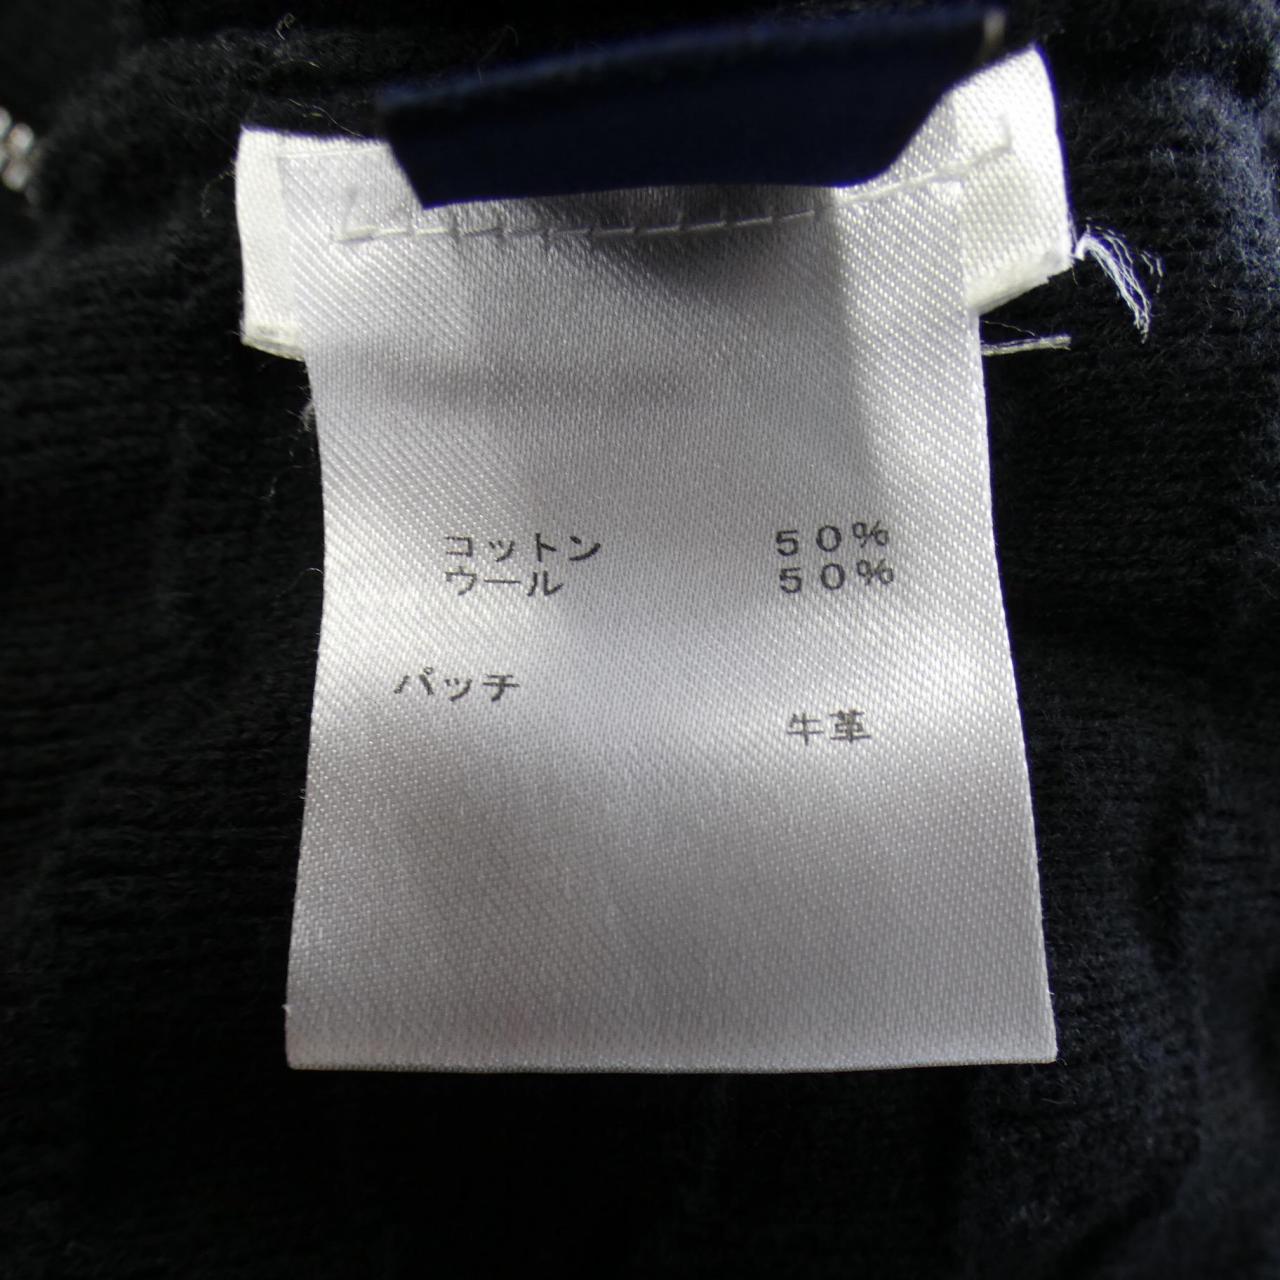 コットン ５０％
ウール ５０％
パッチ
牛革